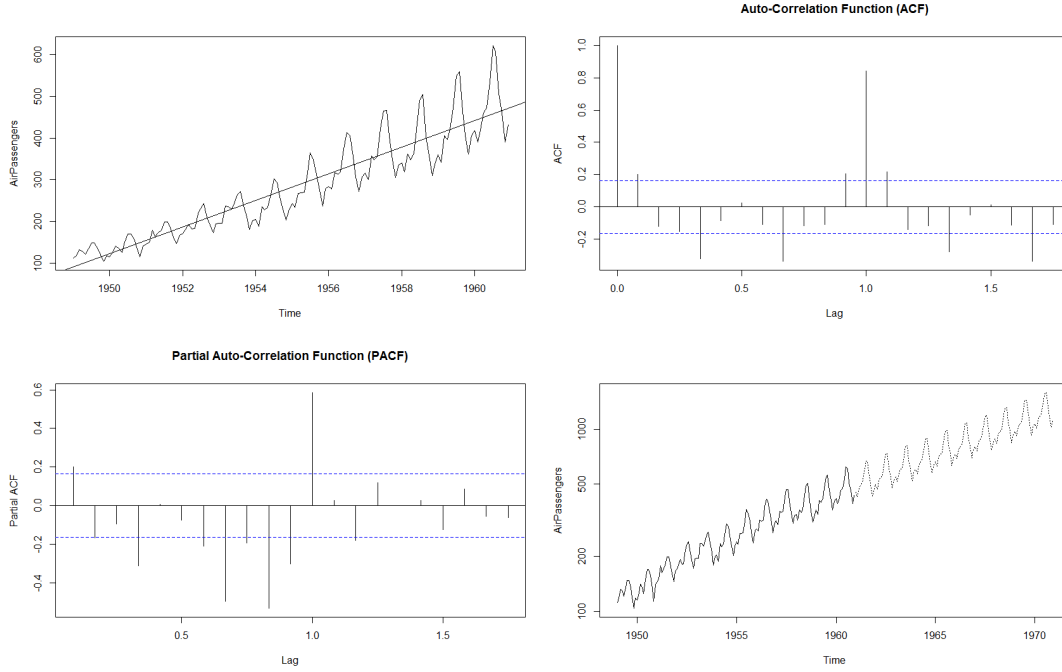 Auto-Correlation Function (ACF)
AirPassengers
600
500
400
300
200
100
1950 1952 1954 1956 1958 1960
Time
ACF
1.0
0.8
0.6
0.4
0.2
0.0
-0.2
0.0 0.5 1.0 1.5
Lag
Partial Auto-Correlation Function (PACF)
Partial ACF
0.6
0.4
0.2
0.0
-0.2
-0.4
0.5 1.0 1.5
Lag
AirPassengers
1000
500
200
100
1950 1955 1960 1965 1970
Time